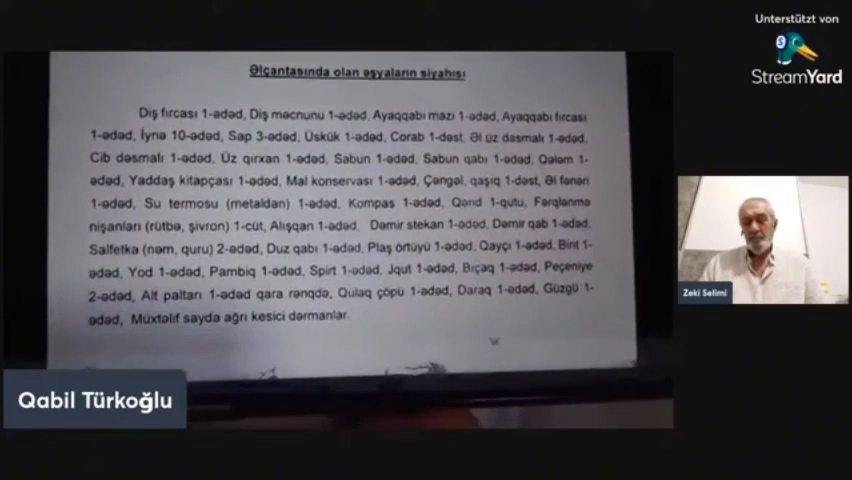 Unterstützt von
StreamYard
Əlçantasında olan əşyaların siyahısı
Diş fırcası 1-ədəd, Diş məcnunu 1-ədəd, Ayaqqabı mazı 1-ədəd, Ayaqqabı fırcası
1-ədəd, İynə 10-ədəd, Sap 3-ədəd, Üskük 1-ədəd, Corab 1-dəst, Əl üz dəsmalı 1-ədəd,
Cib dəsmalı 1-ədəd, Üz qırxan 1-ədəd, Sabun 1-ədəd, Sabun qabı 1-ədəd, Qələm 1-
ədəd, Yaddaş kitapçası 1-ədəd, Mal konservası 1-ədəd, Çəngəl, qaşıq 1-dəst, Əl fənəri
1-ədəd, Su termosu (metaldan) 1-ədəd, Kompas 1-ədəd, Qənd 1-qutu, Fərqlənmə
nişanları (rütbə, şivron) 1-cüt, Alışqan 1-ədəd, Dəmir stekan 1-ədəd, Dəmir qab 1-ədəd,
Salfetka (nəm, quru) 2-ədəd, Duz qabı 1-ədəd, Plaş örtüyü 1-ədəd, Qayçı 1-ədəd, Bint 1-
ədəd, Yod 1-ədəd, Pambiq 1-ədəd, Spirt 1-ədəd, Jqut 1-ədəd, Bıçaq 1-ədəd, Peçeniye
2-ədəd, Alt paltarı 1-ədəd qara rənqdə, Qulaq çöpü 1-ədəd, Daraq 1-ədəd, Güzgü 1-
ədəd, Müxtəlif sayda ağrı kesici dərmanlar.
Zeki Selimi
Qabil Türkoğlu